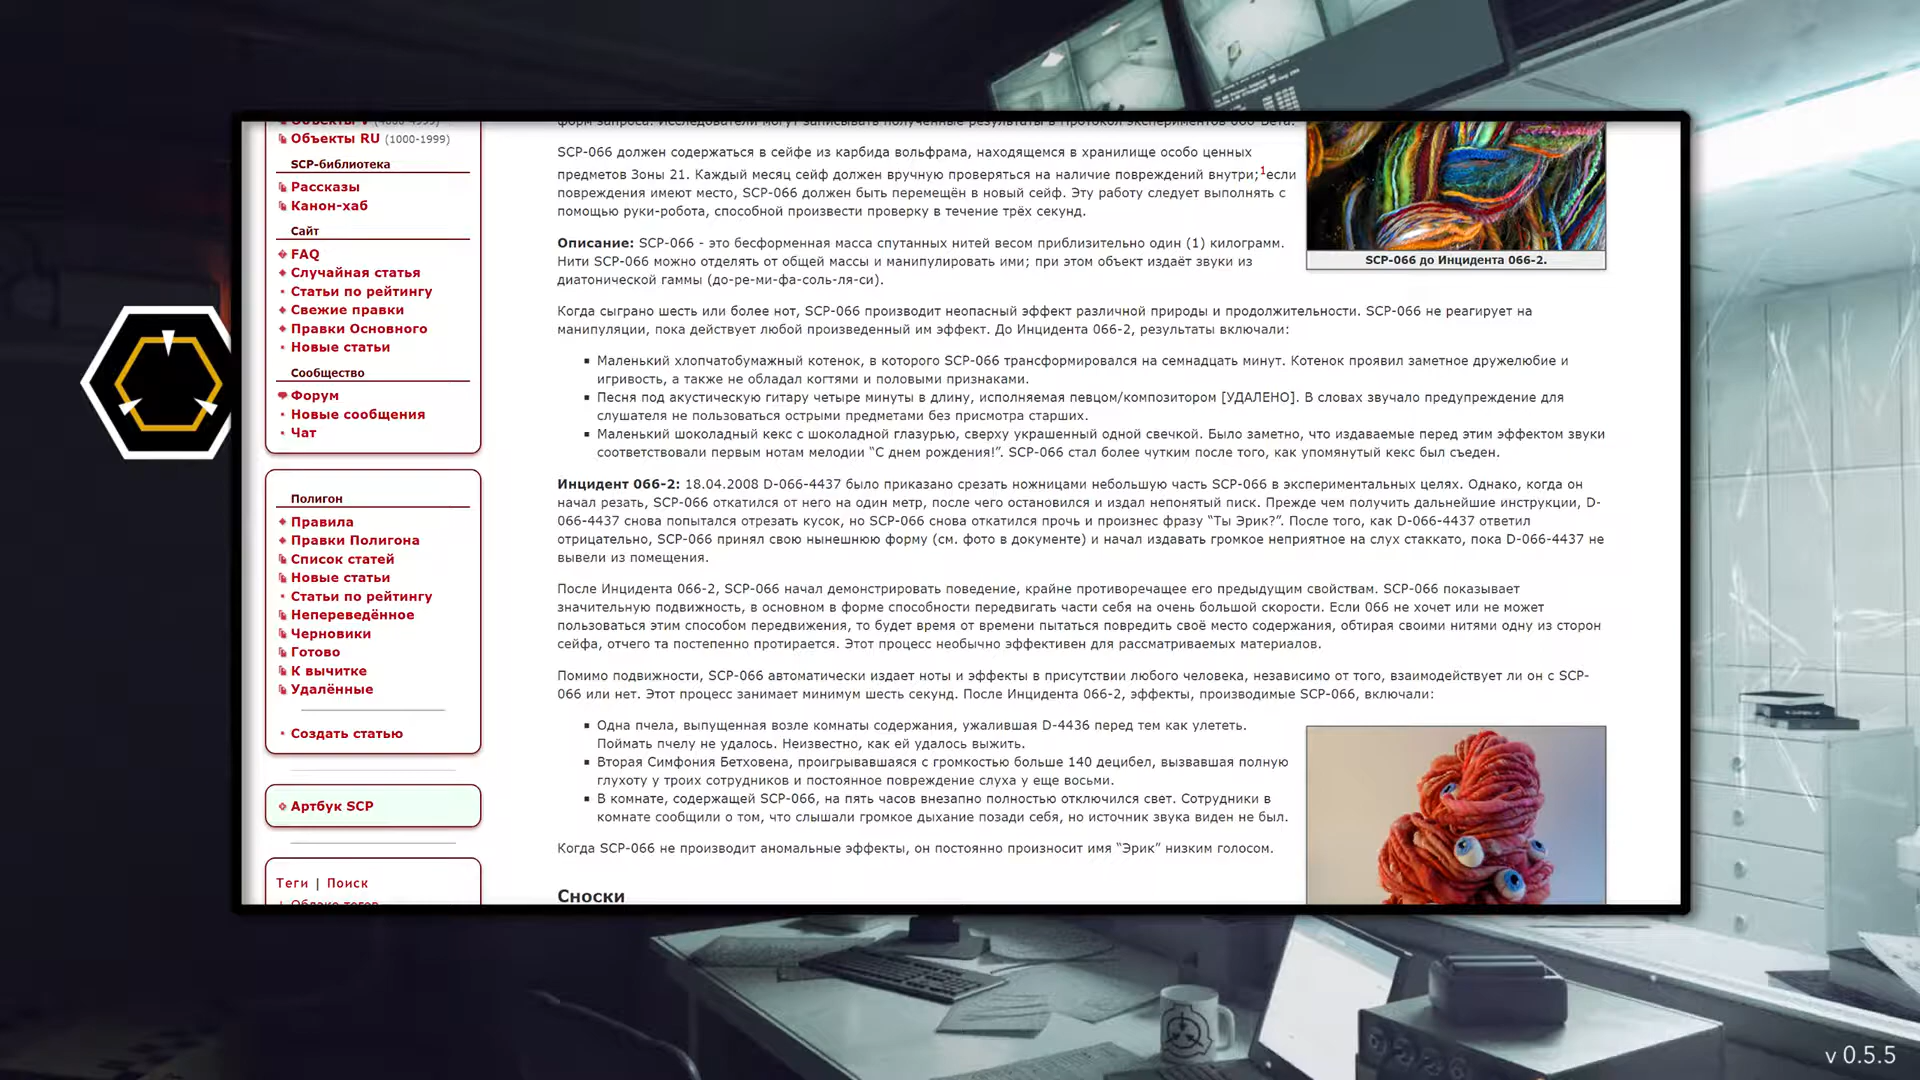 Объекты RU (1000-1999)
SCP-библиотека
Рассказы
Канон-хаб
Сайт
FAQ
Случайная статья
Статьи по рейтингу
Свежие правки
Правки Основного
Новые статьи
Сообщество
Форум
Новые сообщения
Чат
Полигон
Правила
Правки Полигона
Список статей
Новые статьи
Статьи по рейтингу
Непереведённое
Черновики
Готово
К вычитке
Удалённые
Создать статью
Артбук SCP
Теги | Поиск
Облако тегов
форм запроса. Исследователи могут записывать полученные результаты в Протокол экспериментов 066-Бета.
SCP-066 должен содержаться в сейфе из карбида вольфрама, находящемся в хранилище особо ценных
предметов Зоны 21. Каждый месяц сейф должен вручную проверяться на наличие повреждений внутри;1если
повреждения имеют место, SCP-066 должен быть перемещён в новый сейф. Эту работу следует выполнять с
помощью руки-робота, способной произвести проверку в течение трёх секунд.
Описание: SCP-066 - это бесформенная масса спутанных нитей весом приблизительно один (1) килограмм.
Нити SCP-066 можно отделять от общей массы и манипулировать ими; при этом объект издаёт звуки из
диатонической гаммы (до-ре-ми-фа-соль-ля-си).
SCP-066 до Инцидента 066-2.
Когда сыграно шесть или более нот, SCP-066 производит неопасный эффект различной природы и продолжительности. SCP-066 не реагирует на
манипуляции, пока действует любой произведенный им эффект. До Инцидента 066-2, результаты включали:
Маленький хлопчатобумажный котенок, в которого SCP-066 трансформировался на семнадцать минут. Котенок проявил заметное дружелюбие и
игривость, а также не обладал когтями и половыми признаками.
Песня под акустическую гитару четыре минуты в длину, исполняемая певцом/композитором [УДАЛЕНО]. В словах звучало предупреждение для
слушателя не пользоваться острыми предметами без присмотра старших.
Маленький шоколадный кекс с шоколадной глазурью, сверху украшенный одной свечкой. Было заметно, что издаваемые перед этим эффектом звуки
соответствовали первым нотам мелодии “С днем рождения!”. SCP-066 стал более чутким после того, как упомянутый кекс был съеден.
Инцидент 066-2: 18.04.2008 D-066-4437 было приказано срезать ножницами небольшую часть SCP-066 в экспериментальных целях. Однако, когда он
начал резать, SCP-066 откатился от него на один метр, после чего остановился и издал непонятый писк. Прежде чем получить дальнейшие инструкции, D-
066-4437 снова попытался отрезать кусок, но SCP-066 снова откатился прочь и произнес фразу “Ты Эрик?”. После того, как D-066-4437 ответил
отрицательно, SCP-066 принял свою нынешнюю форму (см. фото в документе) и начал издавать громкое неприятное на слух стаккато, пока D-066-4437 не
вывели из помещения.
После Инцидента 066-2, SCP-066 начал демонстрировать поведение, крайне противоречащее его предыдущим свойствам. SCP-066 показывает
значительную подвижность, в основном в форме способности передвигать части себя на очень большой скорости. Если 066 не хочет или не может
пользоваться этим способом передвижения, то будет время от времени пытаться повредить своё место содержания, обтирая своими нитями одну из сторон
сейфа, отчего та постепенно протирается. Этот процесс необычно эффективен для рассматриваемых материалов.
Помимо подвижности, SCP-066 автоматически издает ноты и эффекты в присутствии любого человека, независимо от того, взаимодействует ли он с SCP-
066 или нет. Этот процесс занимает минимум шесть секунд. После Инцидента 066-2, эффекты, производимые SCP-066, включали:
Одна пчела, выпущенная возле комнаты содержания, ужалившая D-4436 перед тем как улететь.
Поймать пчелу не удалось. Неизвестно, как ей удалось выжить.
Вторая Симфония Бетховена, проигрывавшаяся с громкостью больше 140 децибел, вызвавшая полную
глухоту у троих сотрудников и постоянное повреждение слуха у еще восьми.
В комнате, содержащей SCP-066, на пять часов внезапно полностью отключился свет. Сотрудники в
комнате сообщили о том, что слышали громкое дыхание позади себя, но источник звука виден не был.
Когда SCP-066 не производит аномальные эффекты, он постоянно произносит имя “Эрик” низким голосом.
Сноски
v 0.5.5